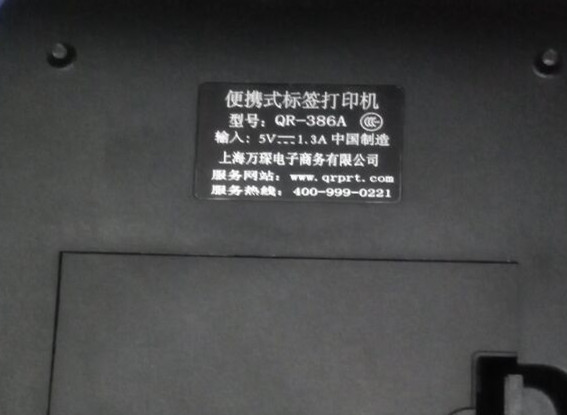 便携式标签打印机
型号：QR-386A
输入：5V⎓1.3A 中国制造
上海万琛电子商务有限公司
服务网站：www.qrprt.com
服务热线：400-999-0221